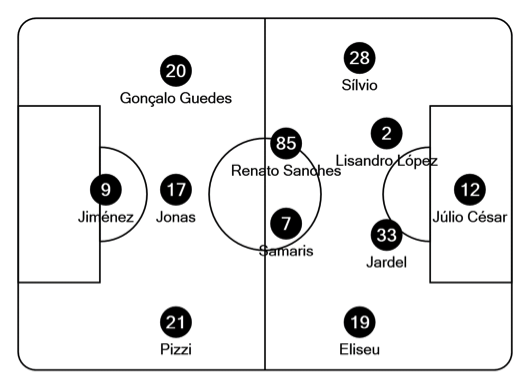 28
Sílvio
20
Gonçalo Guedes
2
Lisandro López
85
Renato Sanches
9
Jiménez
17
Jonas
12
Júlio César
7
Samaris
33
Jardel
21
Pizzi
19
Eliseu